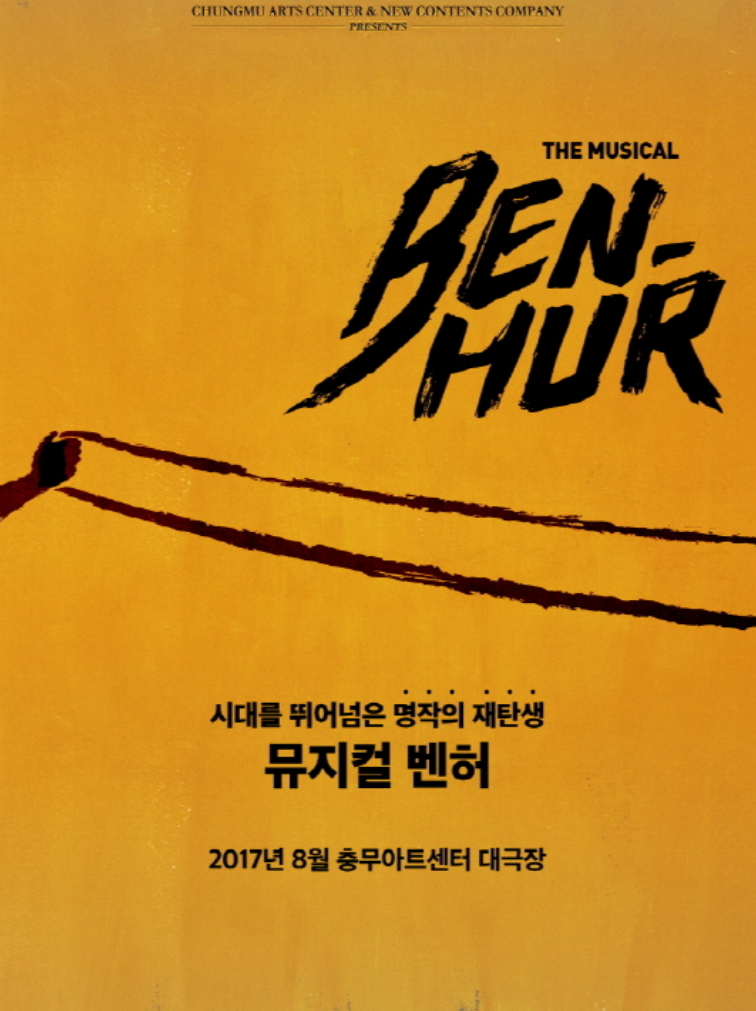 CHUNGMU ARTS CENTER & NEW CONTENTS COMPANY
PRESENTS
THE MUSICAL
BEN-
HUR
시대를 뛰어넘은 명작의 재탄생
뮤지컬 벤허
2017년 8월 충무아트센터 대극장